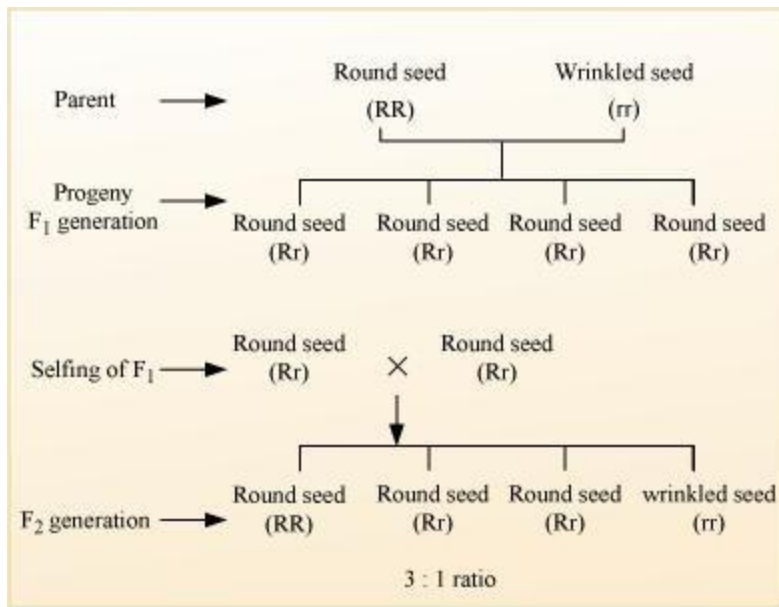 Round seed Wrinkled seed
Parent (RR) (rr)
Progeny
F₁ generation Round seed Round seed Round seed Round seed
(Rr) (Rr) (Rr) (Rr)
Round seed Round seed
Selfing of F₁ (Rr) × (Rr)
Round seed Round seed Round seed wrinkled seed
F₂ generation (RR) (Rr) (Rr) (rr)
3 : 1 ratio